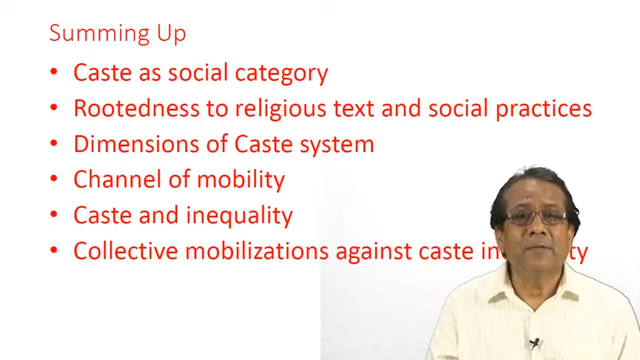 Summing Up
• Caste as social category
• Rootedness to religious text and social practices
• Dimensions of Caste system
• Channel of mobility
• Caste and inequality
• Collective mobilizations against caste